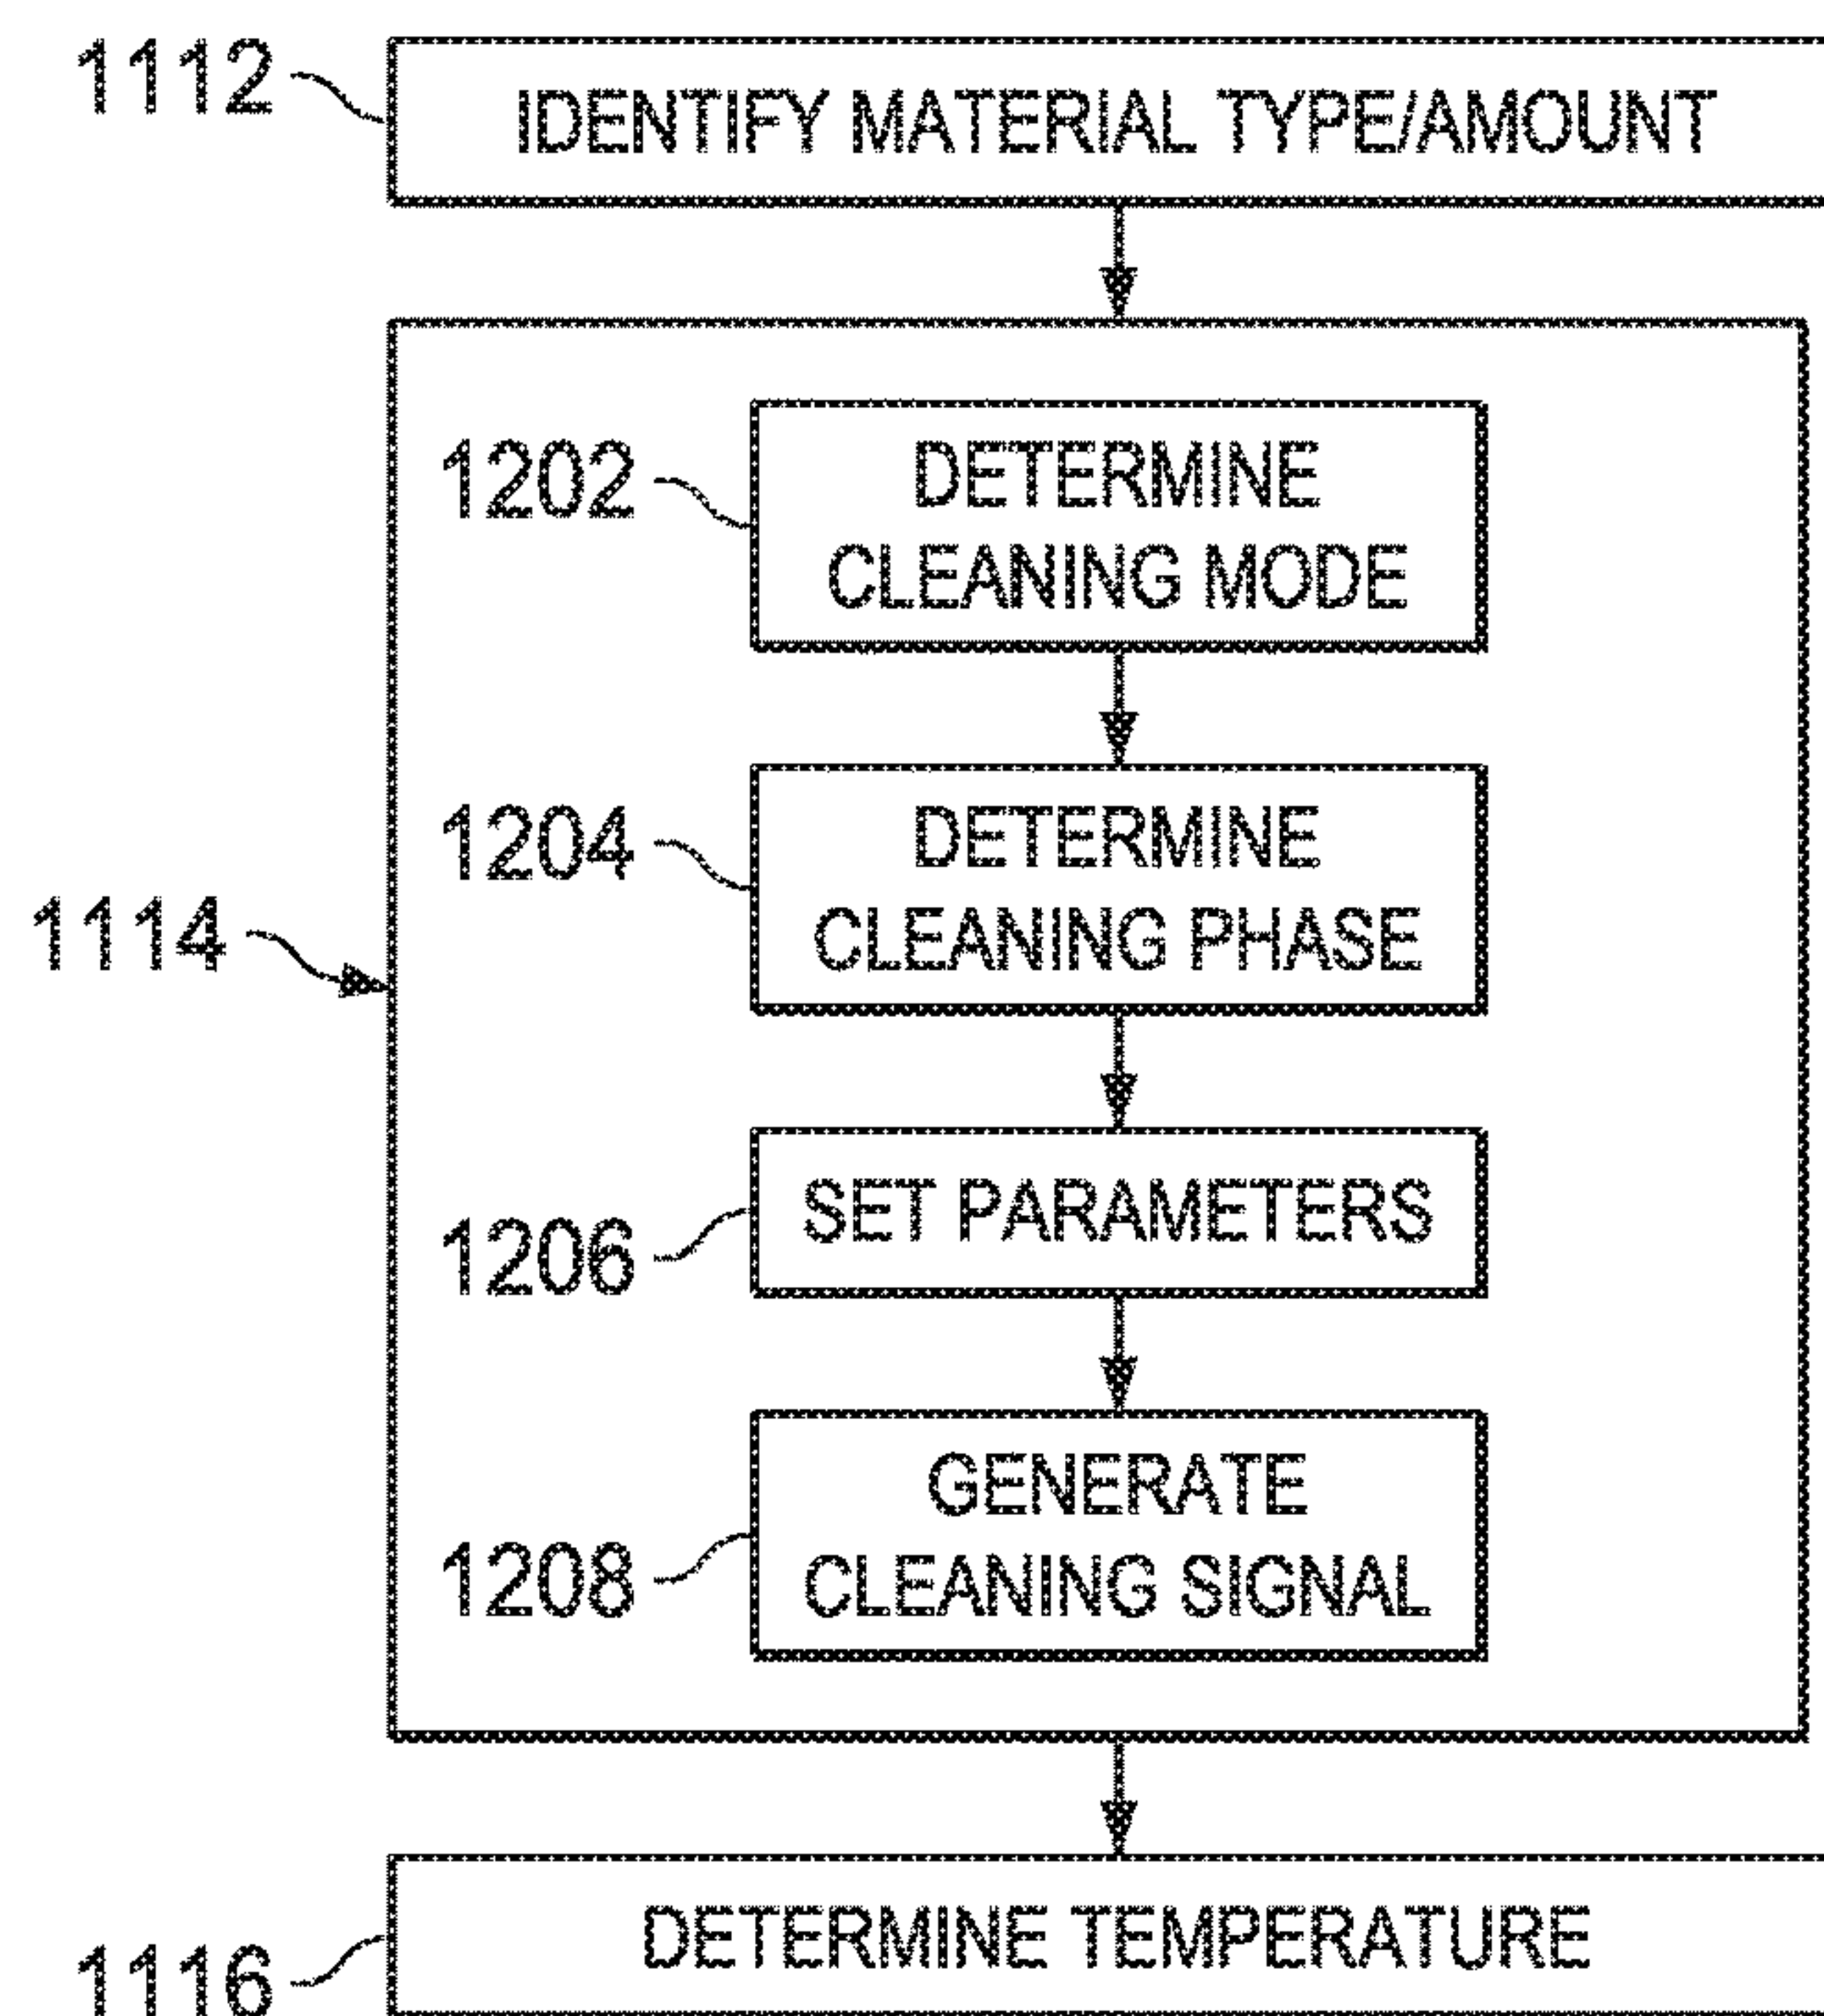 1112
IDENTIFY MATERIAL TYPE/AMOUNT
1202
DETERMINE
CLEANING MODE
1204
DETERMINE
CLEANING PHASE
1114
SET PARAMETERS
1206
GENERATE
CLEANING SIGNAL
1208
DETERMINE TEMPERATURE
1116